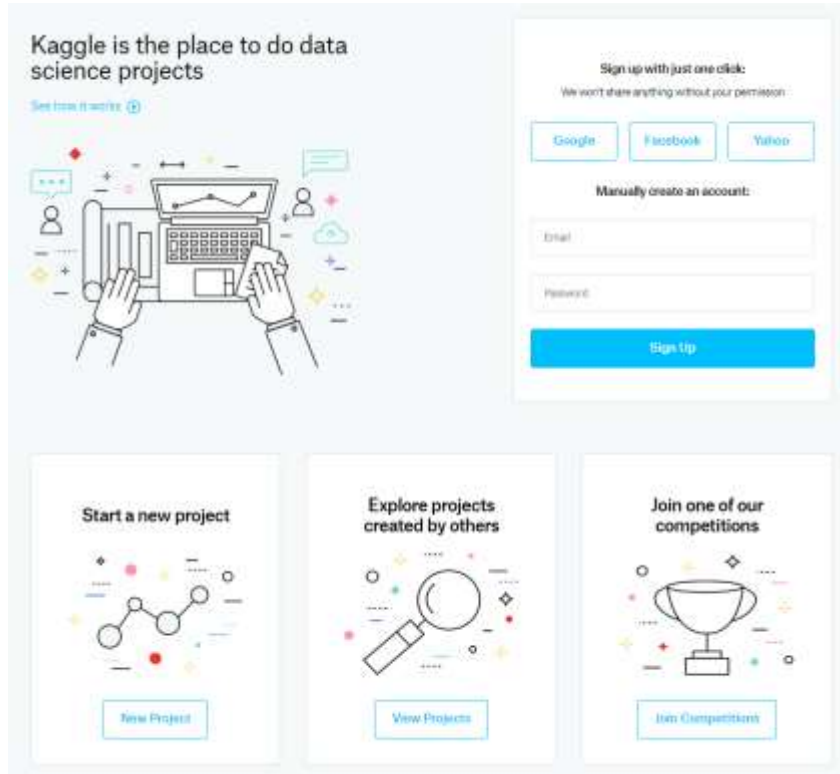 Kaggle is the place to do data
science projects
See how it works
Sign up with just one click:
We won't share anything without your permission
Google
Facebook
Yahoo
Manually create an account:
Email
Password
Sign Up
Start a new project
New Project
Explore projects
created by others
View Projects
Join one of our
competitions
Join Competitions